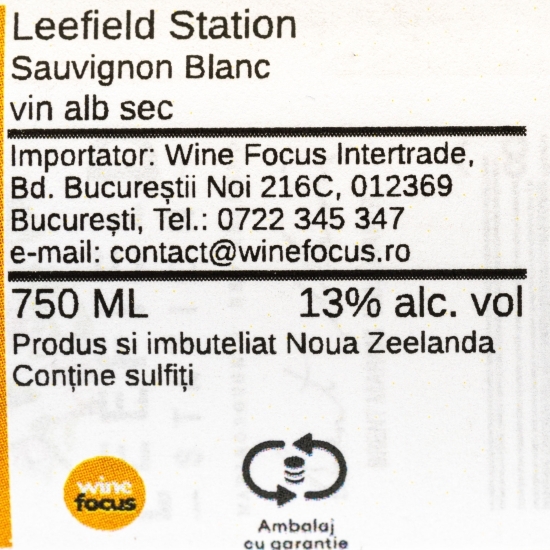 Leefield Station
Sauvignon Blanc
vin alb sec
Importator: Wine Focus Intertrade,
Bd. Bucureștii Noi 216C, 012369
București, Tel.: 0722 345 347
e-mail: contact@winefocus.ro
750 ML 13% alc. vol
Produs si imbuteliat Noua Zeelanda
Conține sulfiți
wine
focus
Ambalaj
cu garantie